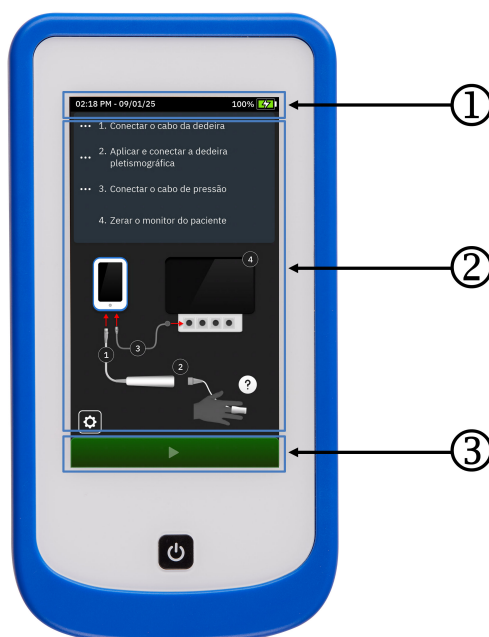 02:18 PM - 09/01/25 100%
1. Conectar o cabo da dedeira
2. Aplicar e conectar a dedeira
pletismográfica
3. Conectar o cabo de pressão
4. Zerar o monitor do paciente
4
3
1
2
?
①
②
③